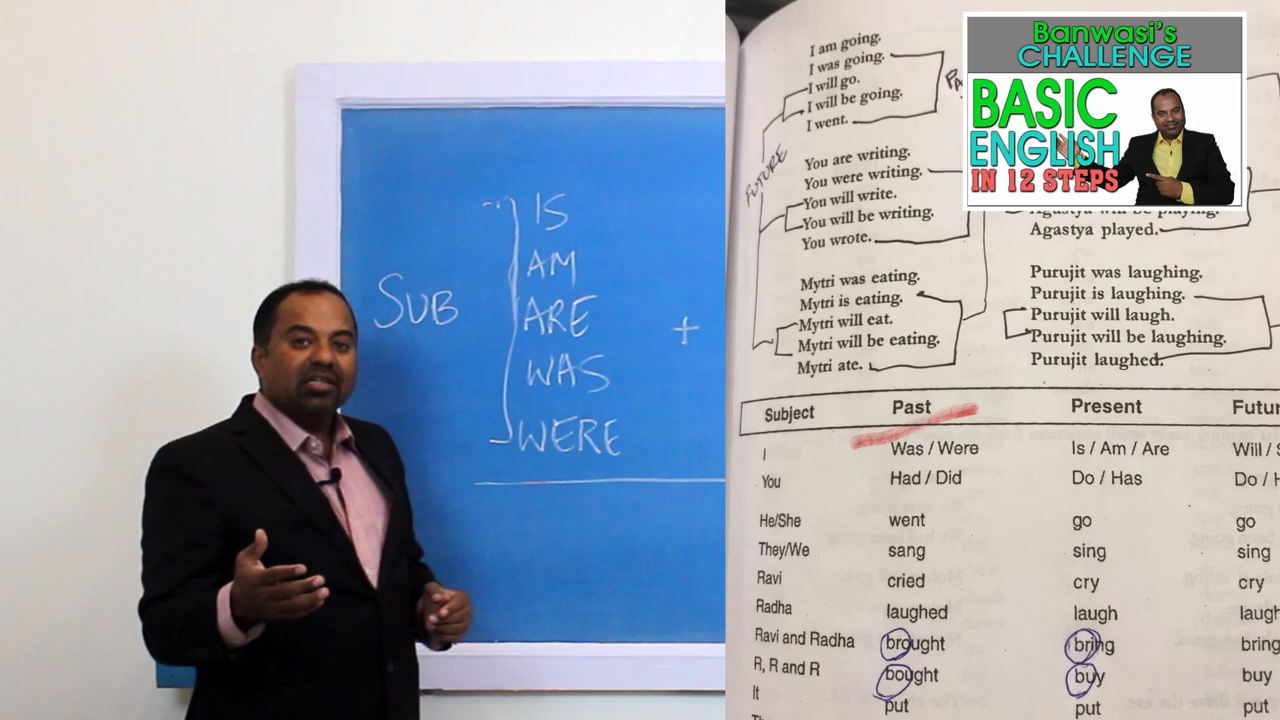 SUB
IS
AM
ARE
WAS
WERE
+
I am going.
I was going.
I will go.
I will be going.
I went.
FUTURE
You are writing.
You were writing.
You will write.
You will be writing.
You wrote.
Mytri was eating.
Mytri is eating.
Mytri will eat.
Mytri will be eating.
Mytri ate.
Banwasi's
CHALLENGE
BASIC
ENGLISH
IN 12 STEPS
Agastya will be playing.
Agastya played.
Purujit was laughing.
Purujit is laughing.
Purujit will laugh.
Purujit will be laughing.
Purujit laughed.
Subject Past Present Futur
I Was / Were Is / Am / Are Will / S
You Had / Did Do / Has Do / H
He/She went go go
They/We sang sing sing
Ravi cried cry cry
Radha laughed laugh laugh
Ravi and Radha brought bring bring
R, R and R bought buy buy
It put put put